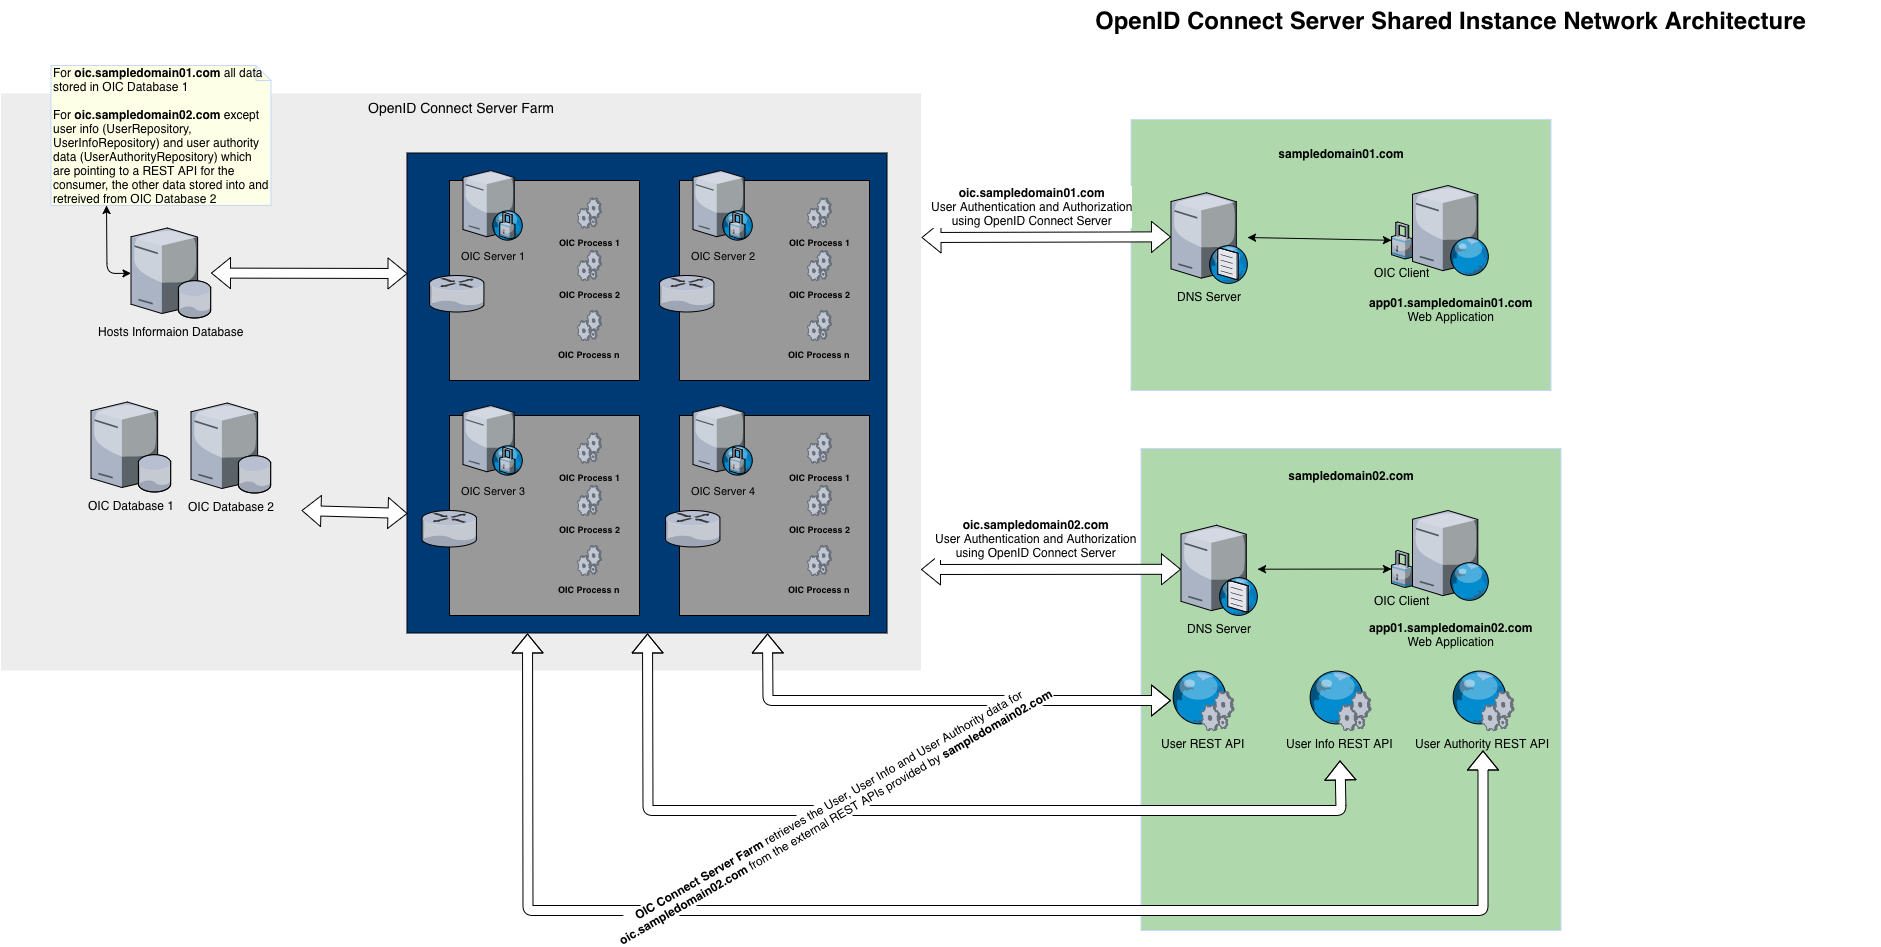 OpenID Connect Server Shared Instance Network Architecture
For oic.sampledomain01.com all data
stored in OIC Database 1
For oic.sampledomain02.com except
user info (UserRepository,
UserInfoRepository) and user authority
data (UserAuthorityRepository) which
are pointing to a REST API for the
consumer, the other data stored into and
retreived from OIC Database 2
OpenID Connect Server Farm
Hosts Informaion Database
OIC Database 1
OIC Database 2
OIC Server 1
OIC Process 1
OIC Process 2
OIC Process n
OIC Server 2
OIC Process 1
OIC Process 2
OIC Process n
OIC Server 3
OIC Process 1
OIC Process 2
OIC Process n
OIC Server 4
OIC Process 1
OIC Process 2
OIC Process n
oic.sampledomain01.com
User Authentication and Authorization
using OpenID Connect Server
sampledomain01.com
DNS Server
OIC Client
app01.sampledomain01.com
Web Application
oic.sampledomain02.com
User Authentication and Authorization
using OpenID Connect Server
sampledomain02.com
DNS Server
OIC Client
app01.sampledomain02.com
Web Application
User REST API
User Info REST API
User Authority REST API
OIC Connect Server Farm retrieves the User, User Info and User Authority data for
oic.sampledomain02.com from the external REST APIs provided by sampledomain02.com